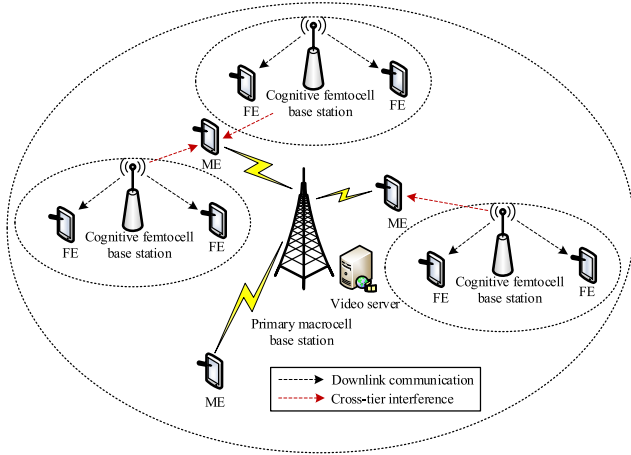 Cognitive femtocell
base station
FE
FE
ME
ME
Cognitive femtocell
base station
FE
FE
Cognitive femtocell
base station
FE
FE
Video server
Primary macrocell
base station
ME
Downlink communication
Cross-tier interference